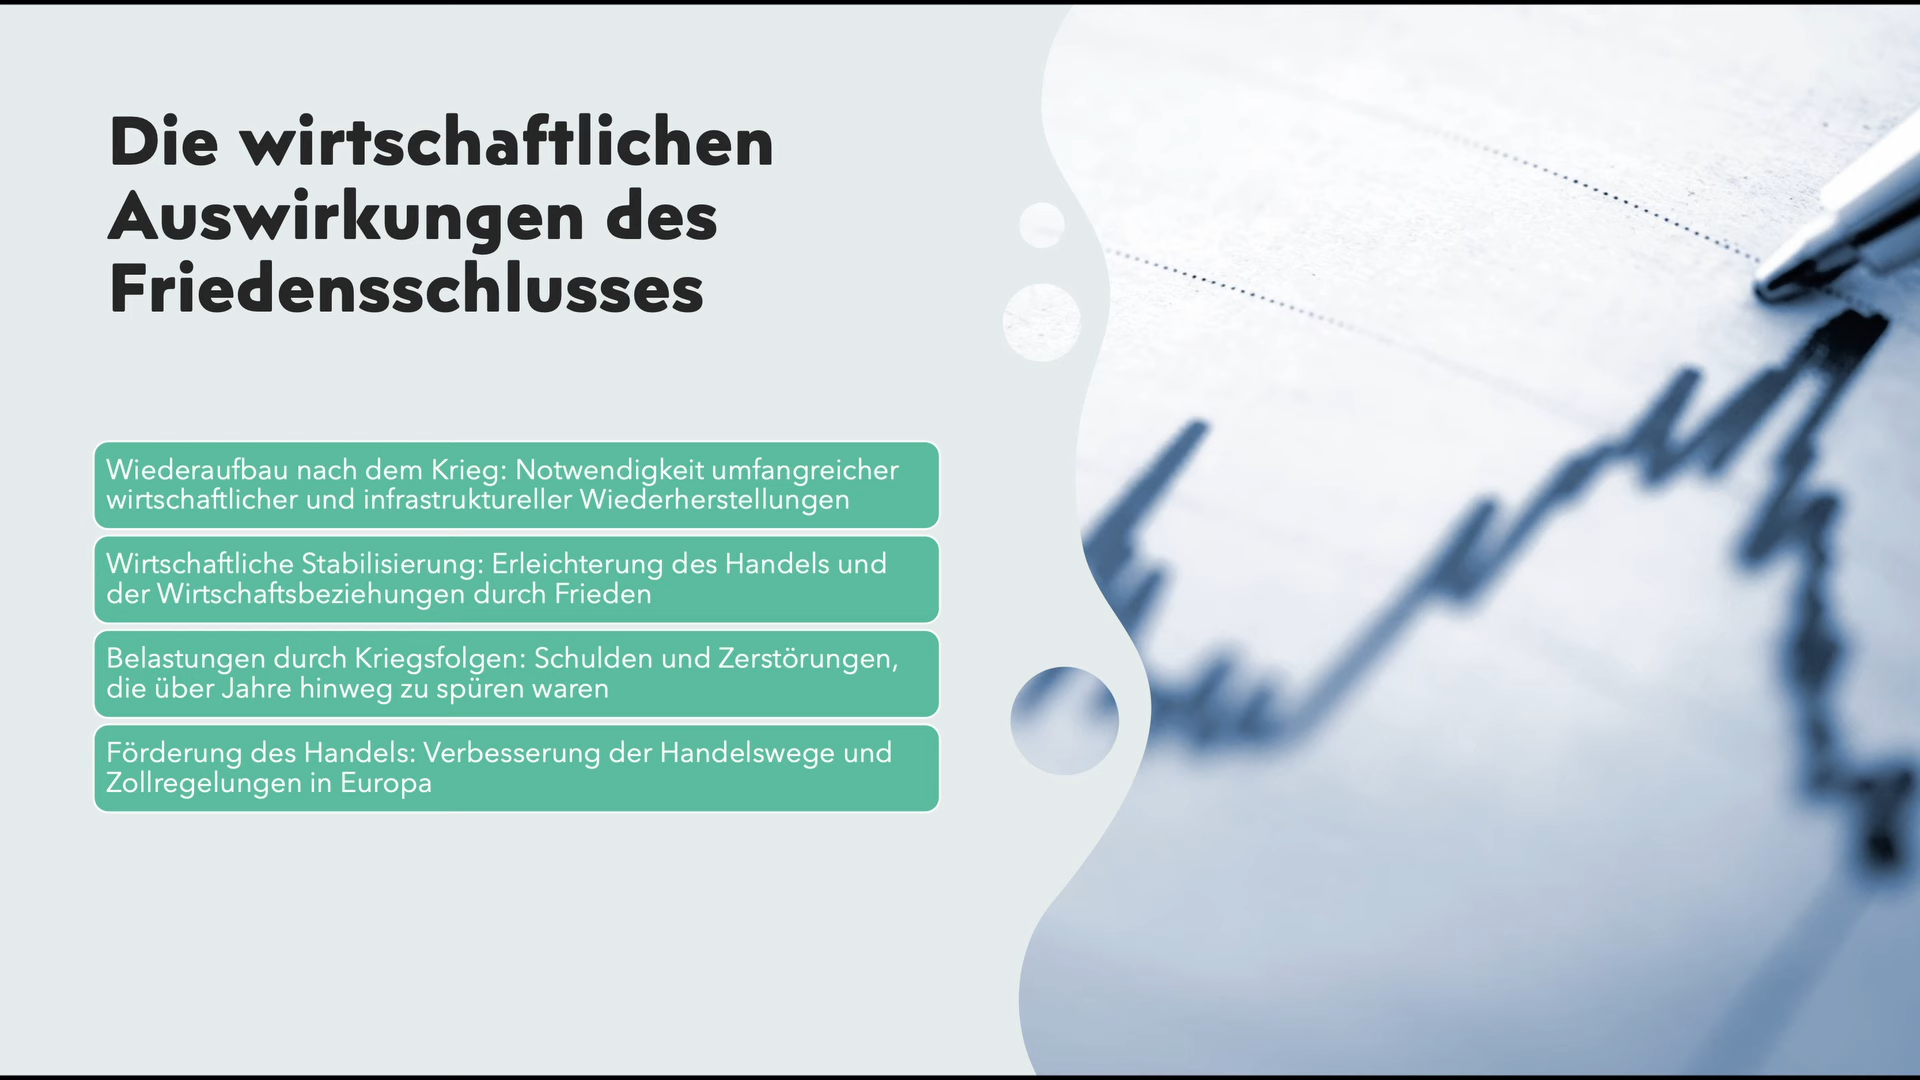 Die wirtschaftlichen
Auswirkungen des
Friedensschlusses
Wiederaufbau nach dem Krieg: Notwendigkeit umfangreicher
wirtschaftlicher und infrastruktureller Wiederherstellungen
Wirtschaftliche Stabilisierung: Erleichterung des Handels und
der Wirtschaftsbeziehungen durch Frieden
Belastungen durch Kriegsfolgen: Schulden und Zerstörungen,
die über Jahre hinweg zu spüren waren
Förderung des Handels: Verbesserung der Handelswege und
Zollregelungen in Europa